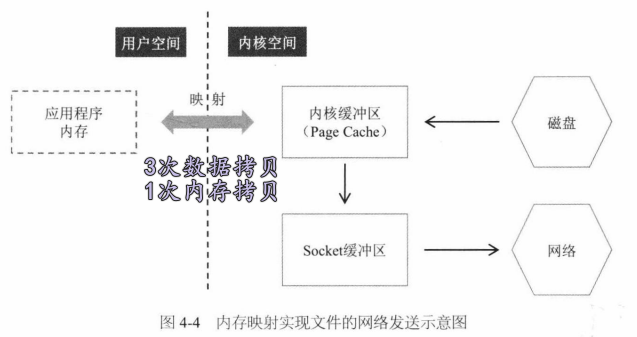 用户空间
内核空间
应用程序
内存
映射
内核缓冲区
(Page Cache)
磁盘
3次数据拷贝
1次内存拷贝
Socket缓冲区
网络
图 4-4 内存映射实现文件的网络发送示意图